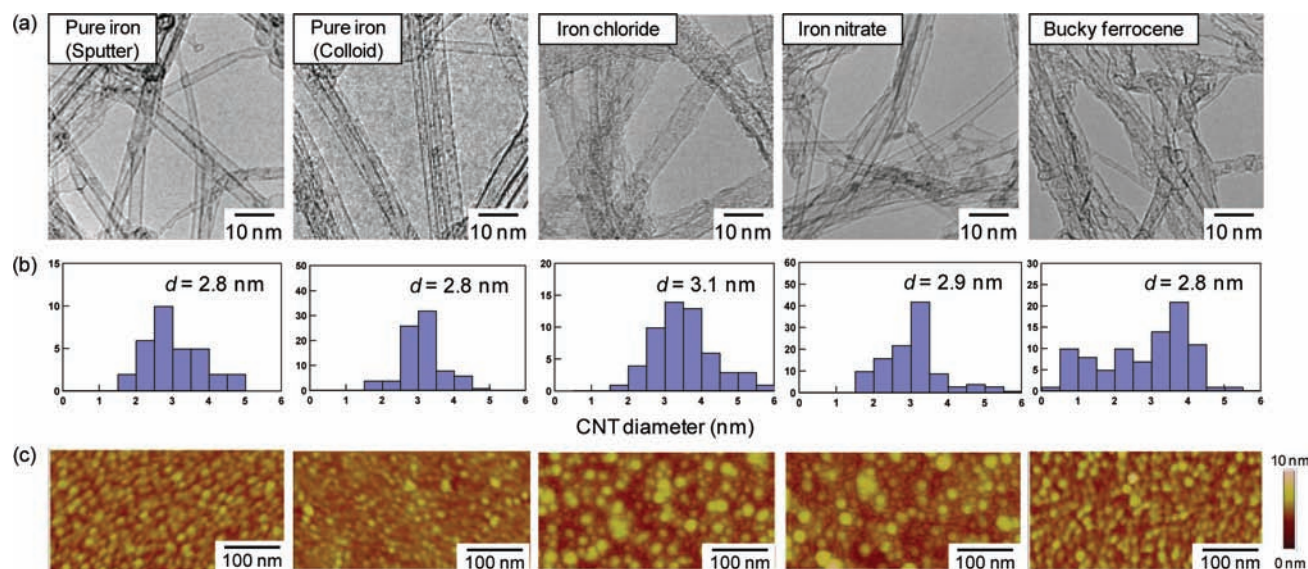 (a)
Pure iron
(Sputter)
Pure iron
(Colloid)
Iron chloride
Iron nitrate
Bucky ferrocene
10 nm
10 nm
10 nm
10 nm
10 nm
(b)
d = 2.8 nm
15
10
5
0
0 1 2 3 4 5 6
d = 2.8 nm
50
40
30
20
10
0
0 1 2 3 4 5 6
d = 3.1 nm
20
15
10
5
0
0 1 2 3 4 5 6
d = 2.9 nm
60
50
40
30
20
10
0
0 1 2 3 4 5 6
d = 2.8 nm
30
25
20
15
10
5
0
0 1 2 3 4 5 6
CNT diameter (nm)
(c)
100 nm
100 nm
100 nm
100 nm
100 nm
10 nm
0 nm